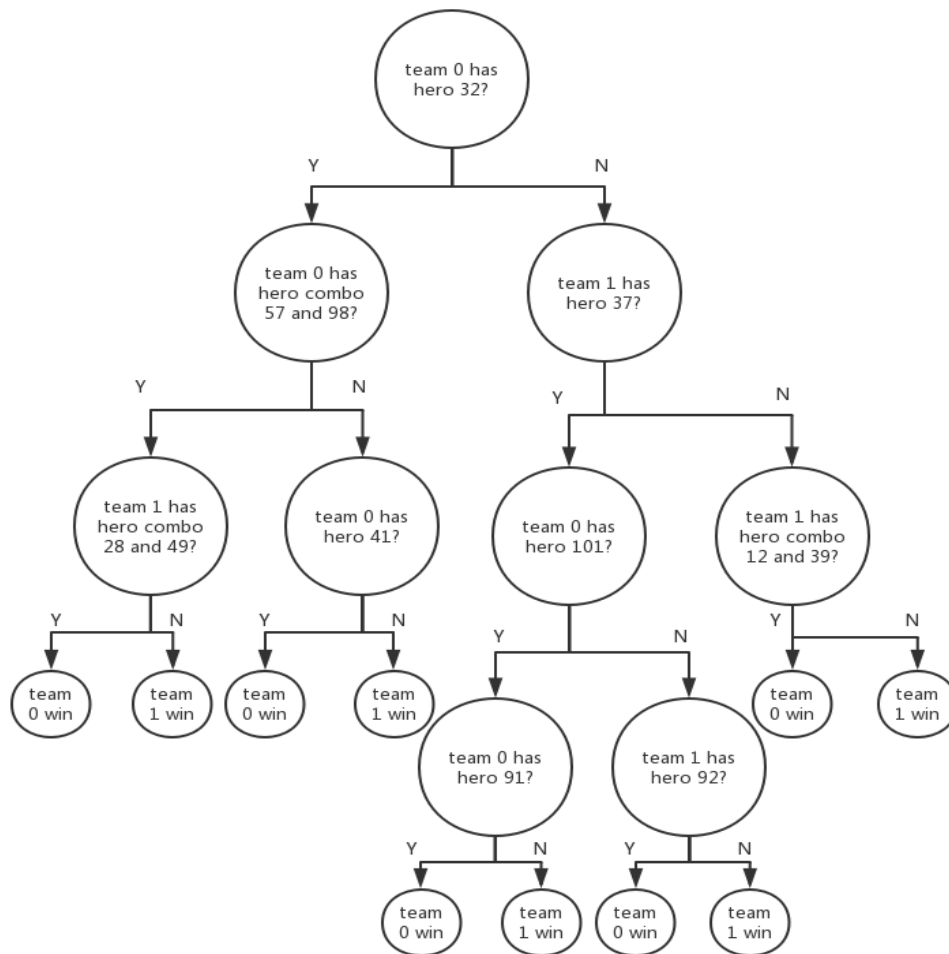 team 0 has
hero 32?
Y
N
team 0 has
hero combo
57 and 98?
team 1 has
hero 37?
Y
N
Y
N
team 1 has
hero combo
28 and 49?
team 0 has
hero 41?
team 0 has
hero 101?
team 1 has
hero combo
12 and 39?
Y
N
Y
N
Y
N
Y
N
team
0 win
team
1 win
team
0 win
team
1 win
team
0 win
team
1 win
team 0 has
hero 91?
team 1 has
hero 92?
Y
N
Y
N
team
0 win
team
1 win
team
0 win
team
1 win